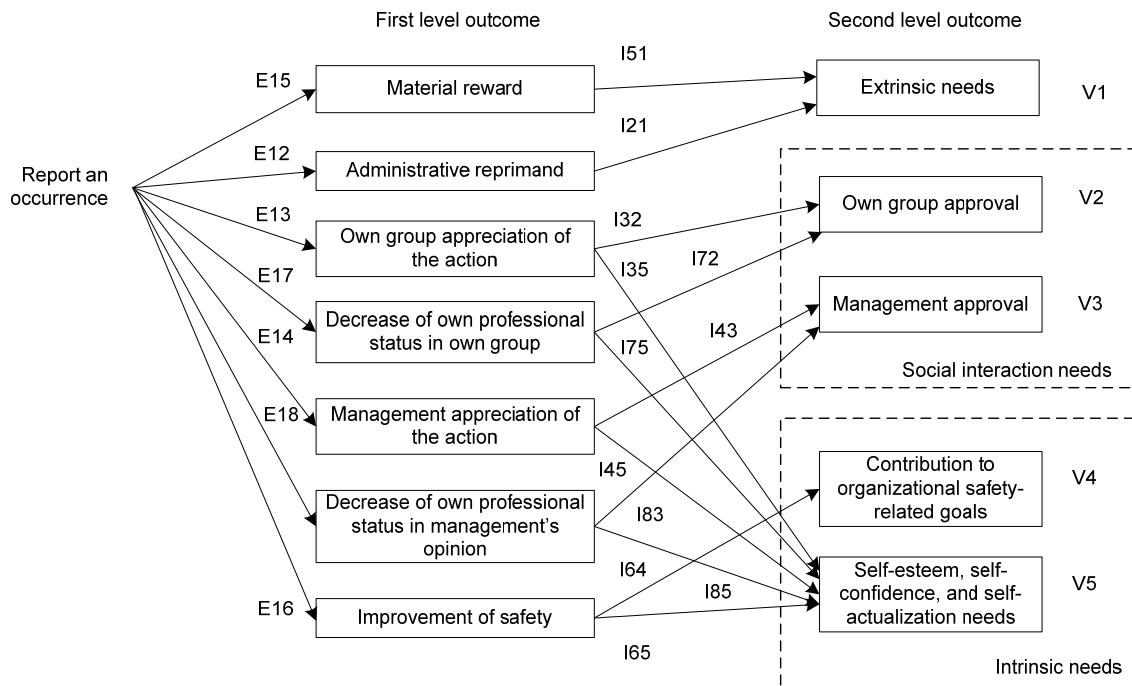 First level outcome
Second level outcome
I51
E15
Material reward
Extrinsic needs
V1
I21
E12
Report an
occurrence
Administrative reprimand
V2
Own group approval
E13
I32
Own group appreciation of
the action
I35
I72
E17
Decrease of own professional
status in own group
Management approval
V3
E14
I43
I75
Social interaction needs
E18
Management appreciation of
the action
I45
Contribution to
organizational safety-
related goals
V4
Decrease of own professional
status in management's
opinion
I83
I64
Self-esteem, self-
confidence, and self-
actualization needs
V5
I85
E16
Improvement of safety
I65
Intrinsic needs